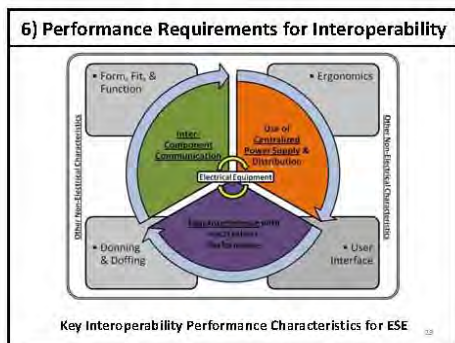 6) Performance Requirements for Interoperability
• Form, Fit, &
Function
• Ergonomics
Inter-
Component
Communication
Use of
Centralized
Power Supply &
Distribution
Electrical Equipment
Other Non-Electrical Characteristics
Other Non-Electrical Characteristics
with
Performance
• Donning
& Doffing
• User
Interface
Key Interoperability Performance Characteristics for ESE